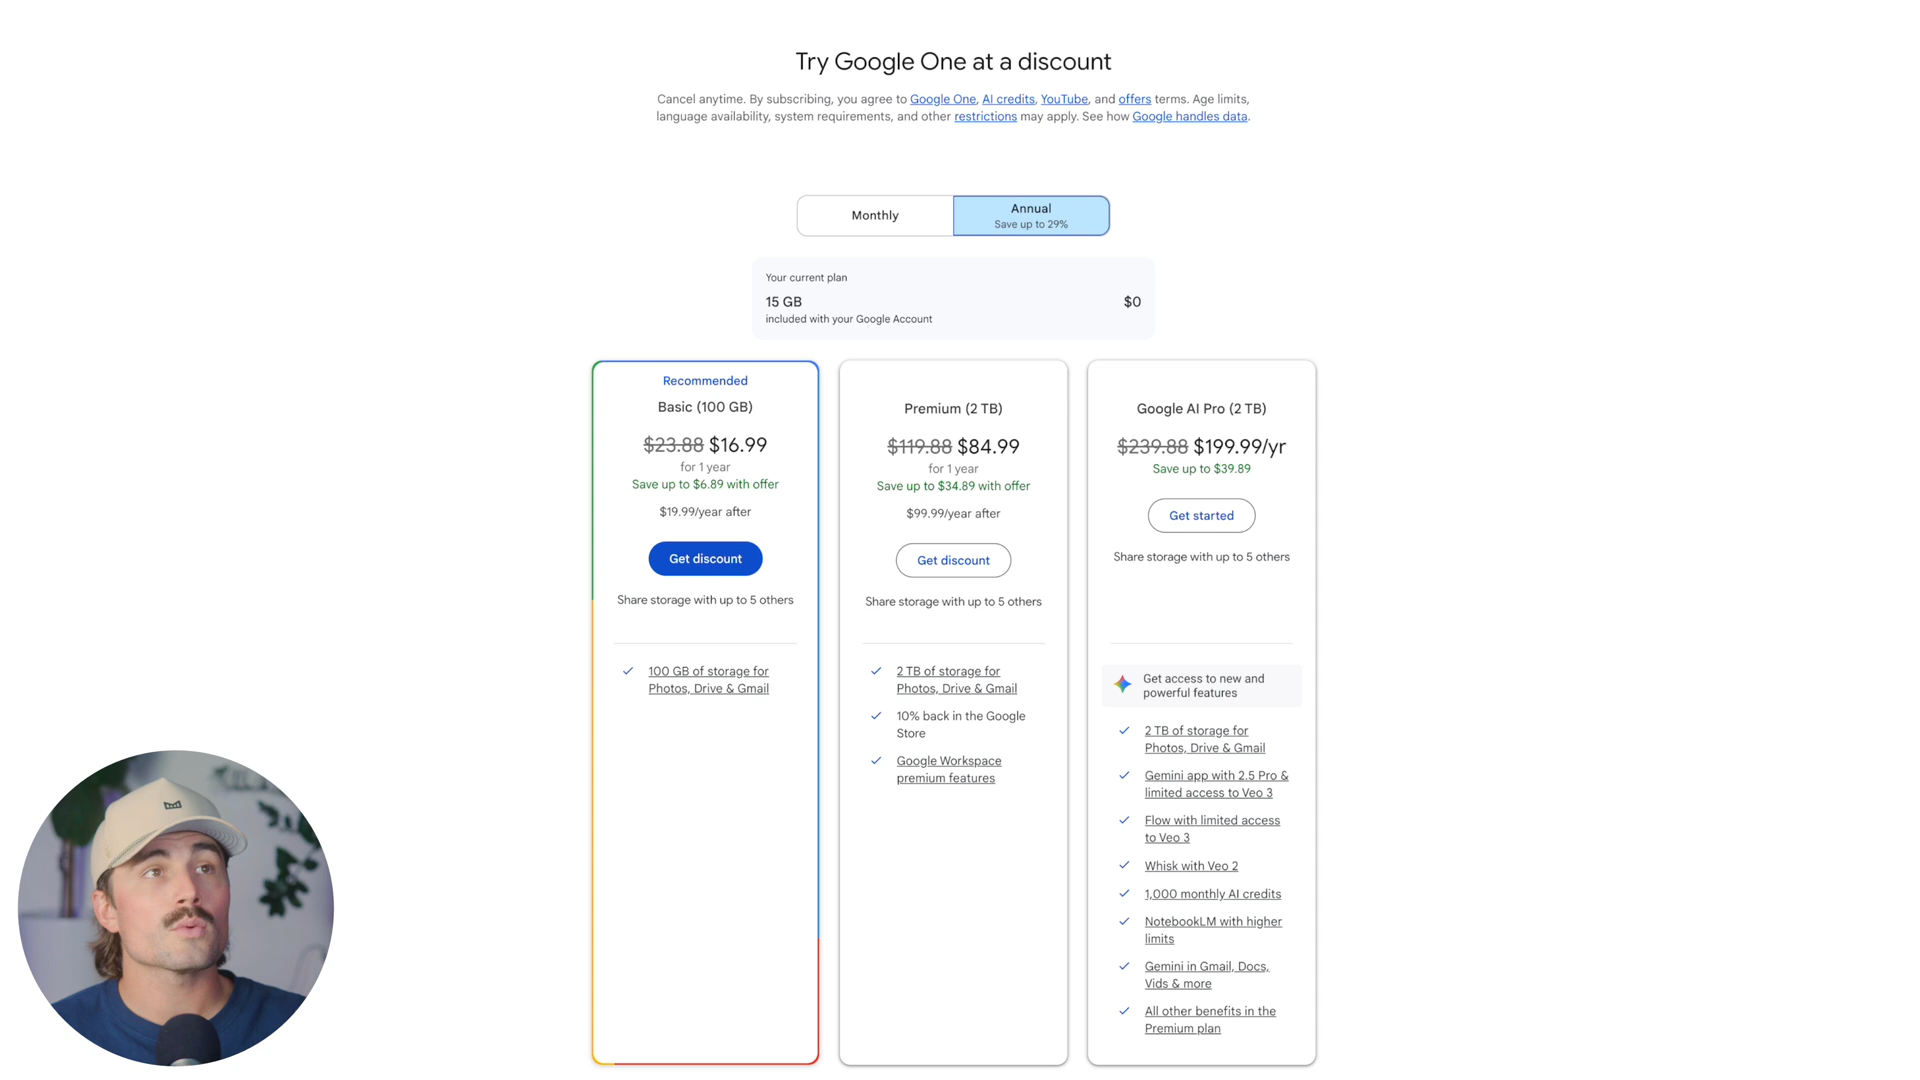 Try Google One at a discount
Cancel anytime. By subscribing, you agree to Google One, AI credits, YouTube, and offers terms. Age limits,
language availability, system requirements, and other restrictions may apply. See how Google handles data.
Monthly
Annual
Save up to 29%
Your current plan
15 GB
$0
included with your Google Account
Recommended
Basic (100 GB)
$23.88 $16.99
for 1 year
Save up to $6.89 with offer
$19.99/year after
Get discount
Share storage with up to 5 others
100 GB of storage for
Photos, Drive & Gmail
Premium (2 TB)
$119.88 $84.99
for 1 year
Save up to $34.89 with offer
$99.99/year after
Get discount
Share storage with up to 5 others
2 TB of storage for
Photos, Drive & Gmail
10% back in the Google
Store
Google Workspace
premium features
Google AI Pro (2 TB)
$239.88 $199.99/yr
Save up to $39.89
Get started
Share storage with up to 5 others
Get access to new and
powerful features
2 TB of storage for
Photos, Drive & Gmail
Gemini app with 2.5 Pro &
limited access to Veo 3
Flow with limited access
to Veo 3
Whisk with Veo 2
1,000 monthly AI credits
NotebookLM with higher
limits
Gemini in Gmail, Docs,
Vids & more
All other benefits in the
Premium plan